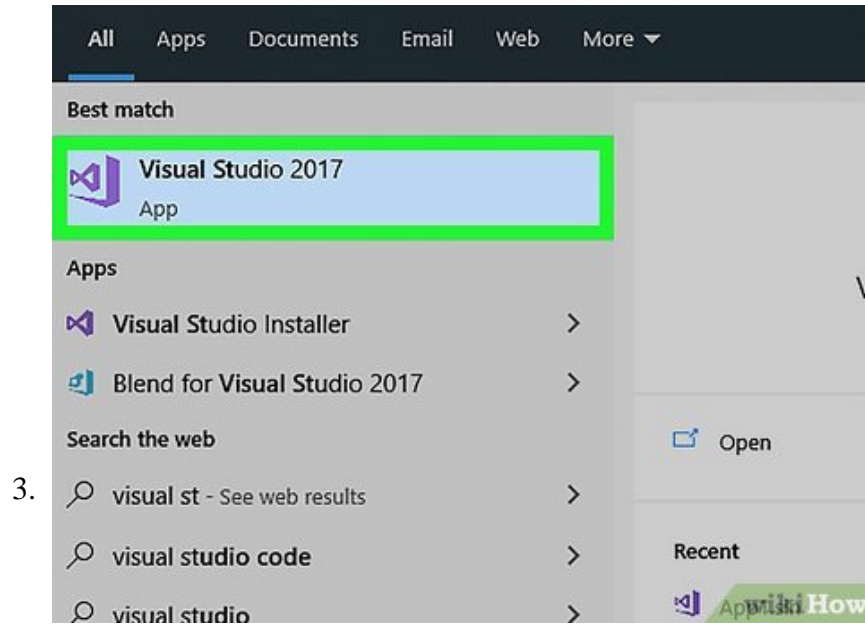 All Apps Documents Email Web More
Best match
Visual Studio 2017
App
Apps
Visual Studio Installer
Blend for Visual Studio 2017
Search the web
3.
visual st - See web results
visual studio code
visual studio
Open
Recent
wikiHow